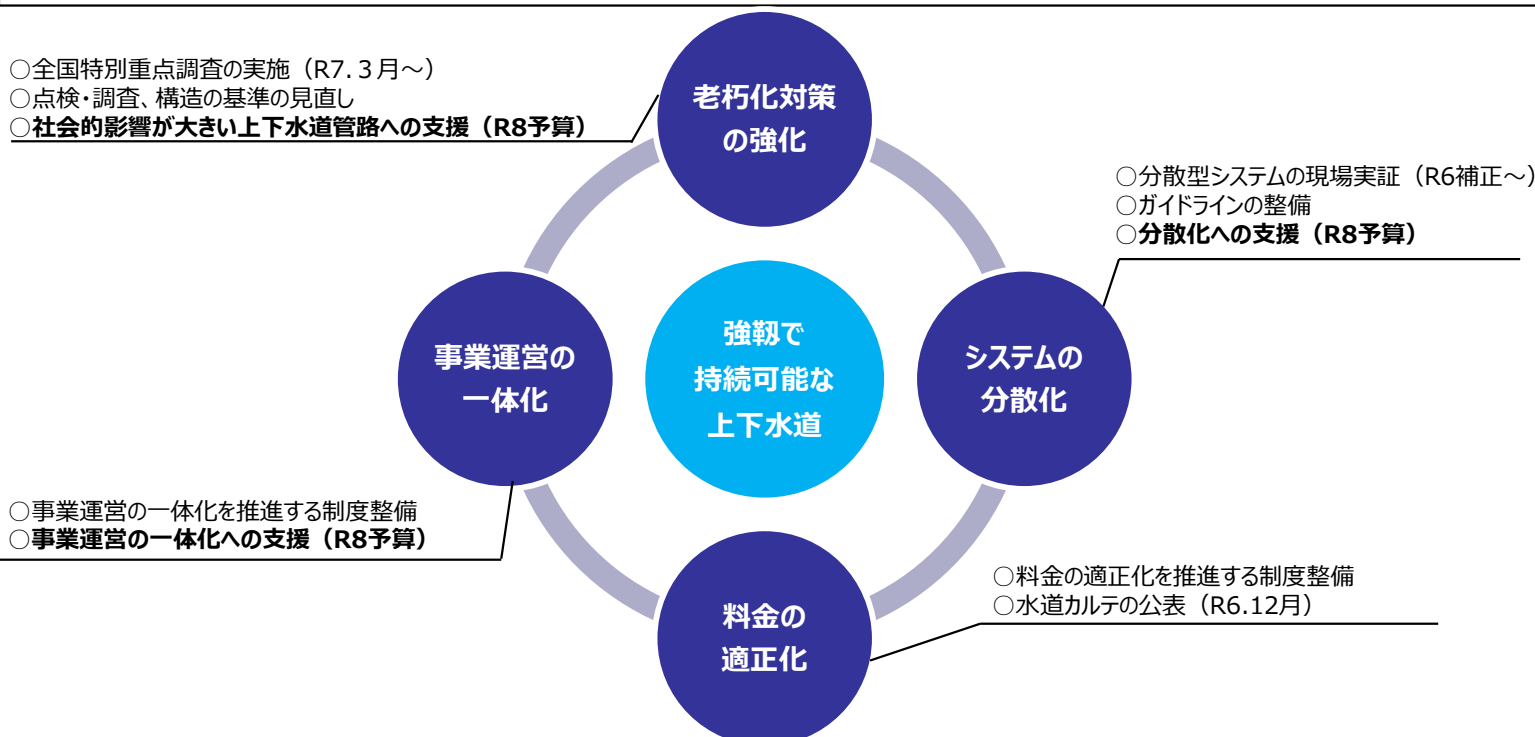 ○全国特別重点調査の実施（R7.３月～）
○点検・調査、構造の基準の見直し
○社会的影響が大きい上下水道管路への支援（R8予算）
老朽化対策
の強化
○分散型システムの現場実証（R6補正～）
○ガイドラインの整備
○分散化への支援（R8予算）
事業運営の
一体化
強靱で
持続可能な
上下水道
システムの
分散化
○事業運営の一体化を推進する制度整備
○事業運営の一体化への支援（R8予算）
料金の
適正化
○料金の適正化を推進する制度整備
○水道カルテの公表（R6.12月）